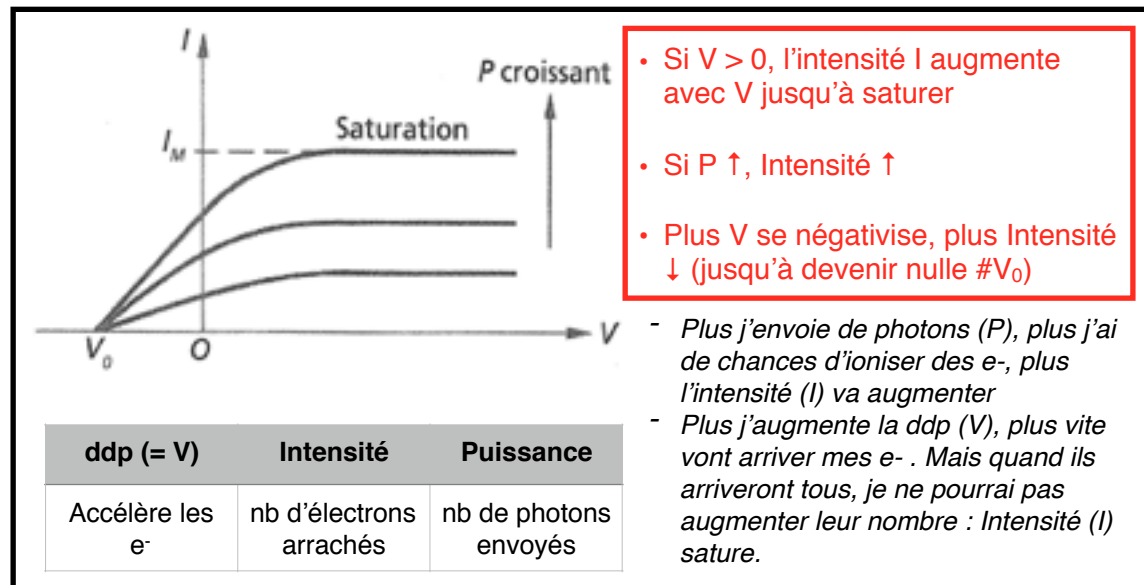 I
P croissant
Saturation
I_M
V₀
O
V
• Si V > 0, l’intensité I augmente
avec V jusqu’à saturer
• Si P ↑, Intensité ↑
• Plus V se négativise, plus Intensité
↓ (jusqu’à devenir nulle #V₀)
- Plus j’envoie de photons (P), plus j’ai
de chances d’ioniser des e-, plus
l’intensité (I) va augmenter
- Plus j’augmente la ddp (V), plus vite
vont arriver mes e- . Mais quand ils
arriveront tous, je ne pourrai pas
augmenter leur nombre : Intensité (I)
sature.
ddp (= V) Intensité Puissance
Accélère les nb d’électrons nb de photons
e⁻ arrachés envoyés